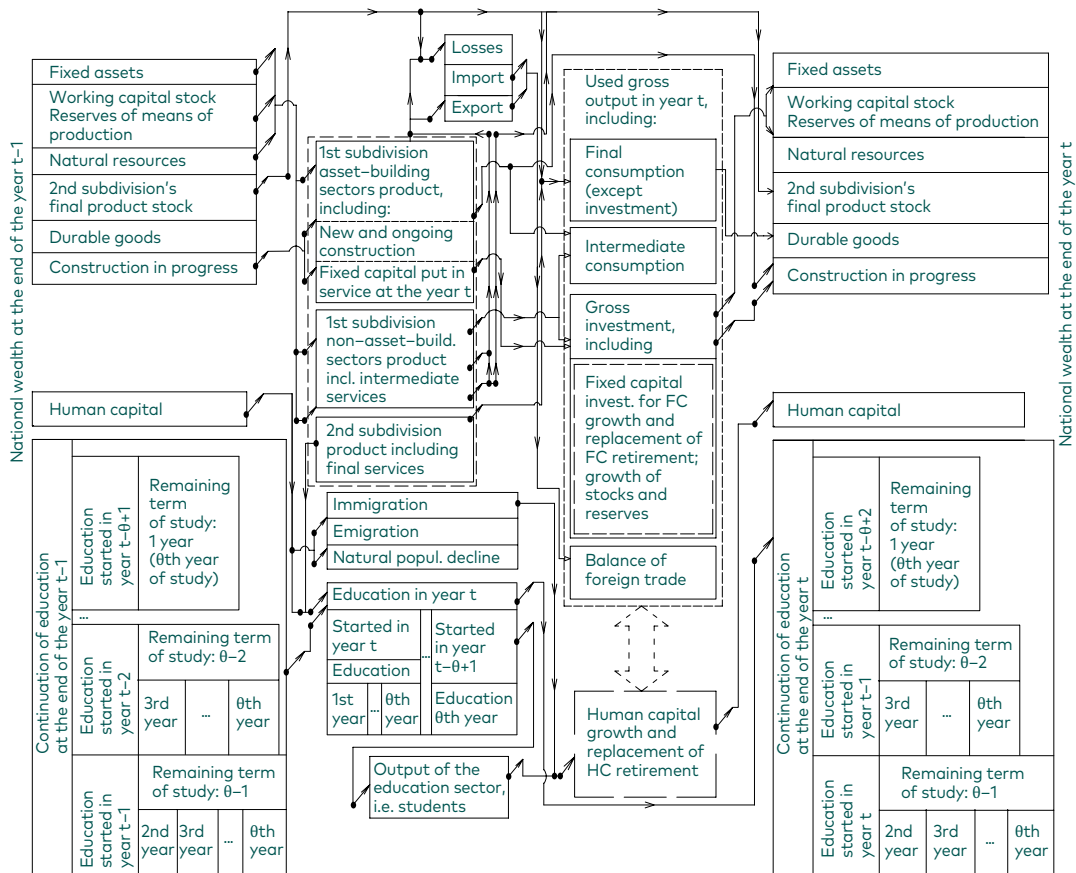 National wealth at the end of the year t–1
Fixed assets
Working capital stock
Reserves of means of
production
Natural resources
2nd subdivision's
final product stock
Durable goods
Construction in progress
Human capital
Continuation of education
at the end of the year t–1
Education
started in
year t–θ+1
Remaining
term
of study:
1 year
(θth year
of study)
...
Education
started in
year t–2
Remaining term
of study: θ–2
3rd
year
...
θth
year
Education
started in
year t–1
Remaining term
of study: θ–1
2nd
year
3rd
year
...
θth
year
Losses
Import
Export
1st subdivision
asset–building
sectors product,
including:
New and ongoing
construction
Fixed capital put in
service at the year t
1st subdivision
non–asset–build.
sectors product
incl. intermediate
services
2nd subdivision
product including
final services
Immigration
Emigration
Natural popul. decline
Education in year t
Started in
year t
Education
1st
year
...
θth
year
...
Started
in year
t–θ+1
Education
θth year
Output of the
education sector,
i.e. students
Used gross
output in year t,
including:
Final
consumption
(except
investment)
Intermediate
consumption
Gross
investment,
including
Fixed capital
invest. for FC
growth and
replacement of
FC retirement;
growth of
stocks and
reserves
Balance of
foreign trade
Human capital
growth and
replacement of
HC retirement
Fixed assets
Working capital stock
Reserves of means
of production
Natural resources
2nd subdivision's
final product stock
Durable goods
Construction in progress
Human capital
National wealth at the end of the year t
Continuation of education
at the end of the year t
Education
started in
year t–θ+2
Remaining
term
of study:
1 year
(θth year
of study)
...
Education
started in
year t–1
Remaining term
of study: θ–2
3rd
year
...
θth
year
Education
started in
year t
Remaining term
of study: θ–1
2nd
year
3rd
year
...
θth
year